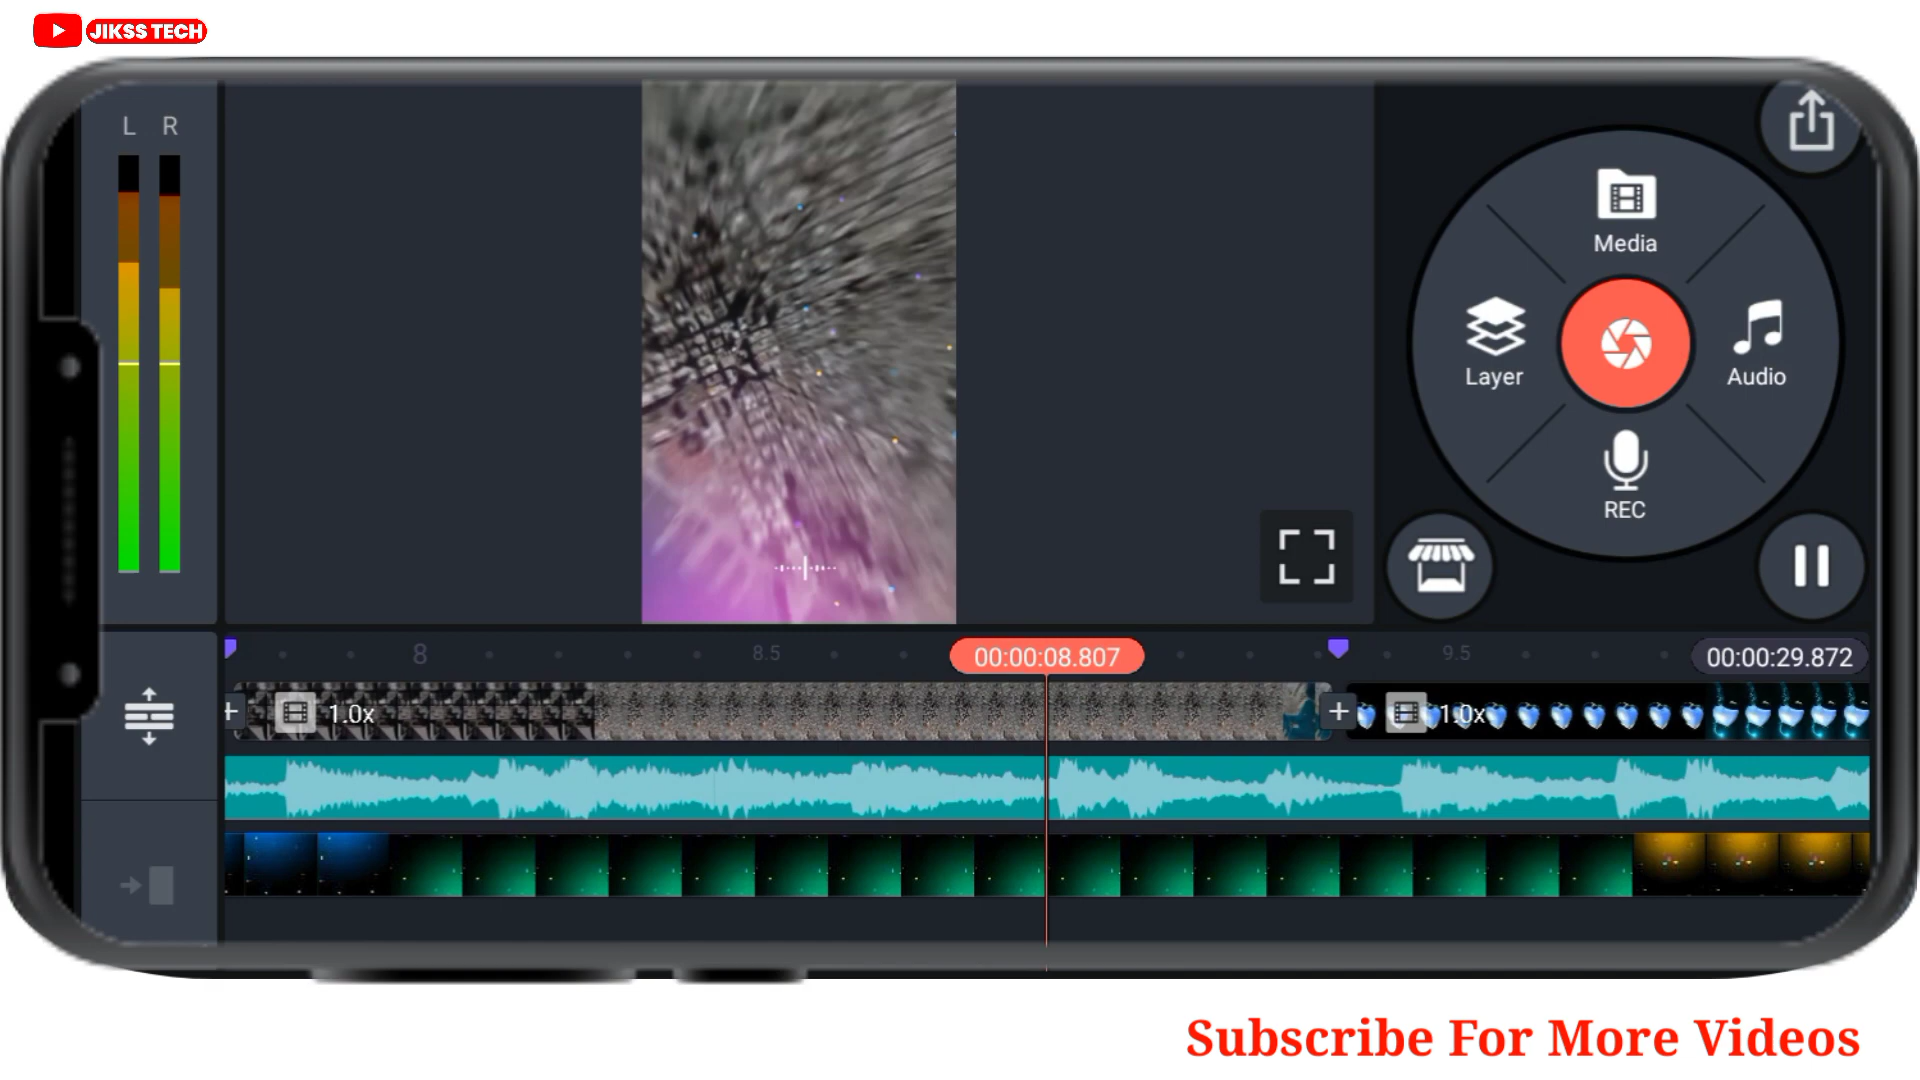 JIKSS TECH
L R
Media
Layer
Audio
REC
8
8.5
00:00:08.807
9.5
00:00:29.872
1.0x
1.0x
Subscribe For More Videos